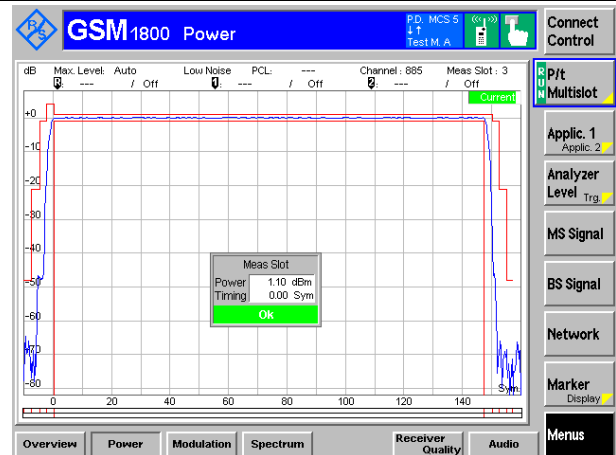 GSM1800 Power
P.D. MCS 5
Test M. A
Connect
Control
dB Max. Level: Auto Low Noise PCL: --- Channel : 885 Meas Slot : 3
R: --- / Off 1: --- / Off 2: --- / Off
Current
+0
-10
-20
-30
-40
-50
-60
-70
-80
0 20 40 60 80 100 120 140
Sym.
Meas Slot
Power 1.10 dBm
Timing 0.00 Sym
Ok
RUN
P/t
Multislot
Applic. 1
Applic. 2
Analyzer
Level Trg.
MS Signal
BS Signal
Network
Marker
Display
Menus
Overview Power Modulation Spectrum Receiver Quality Audio